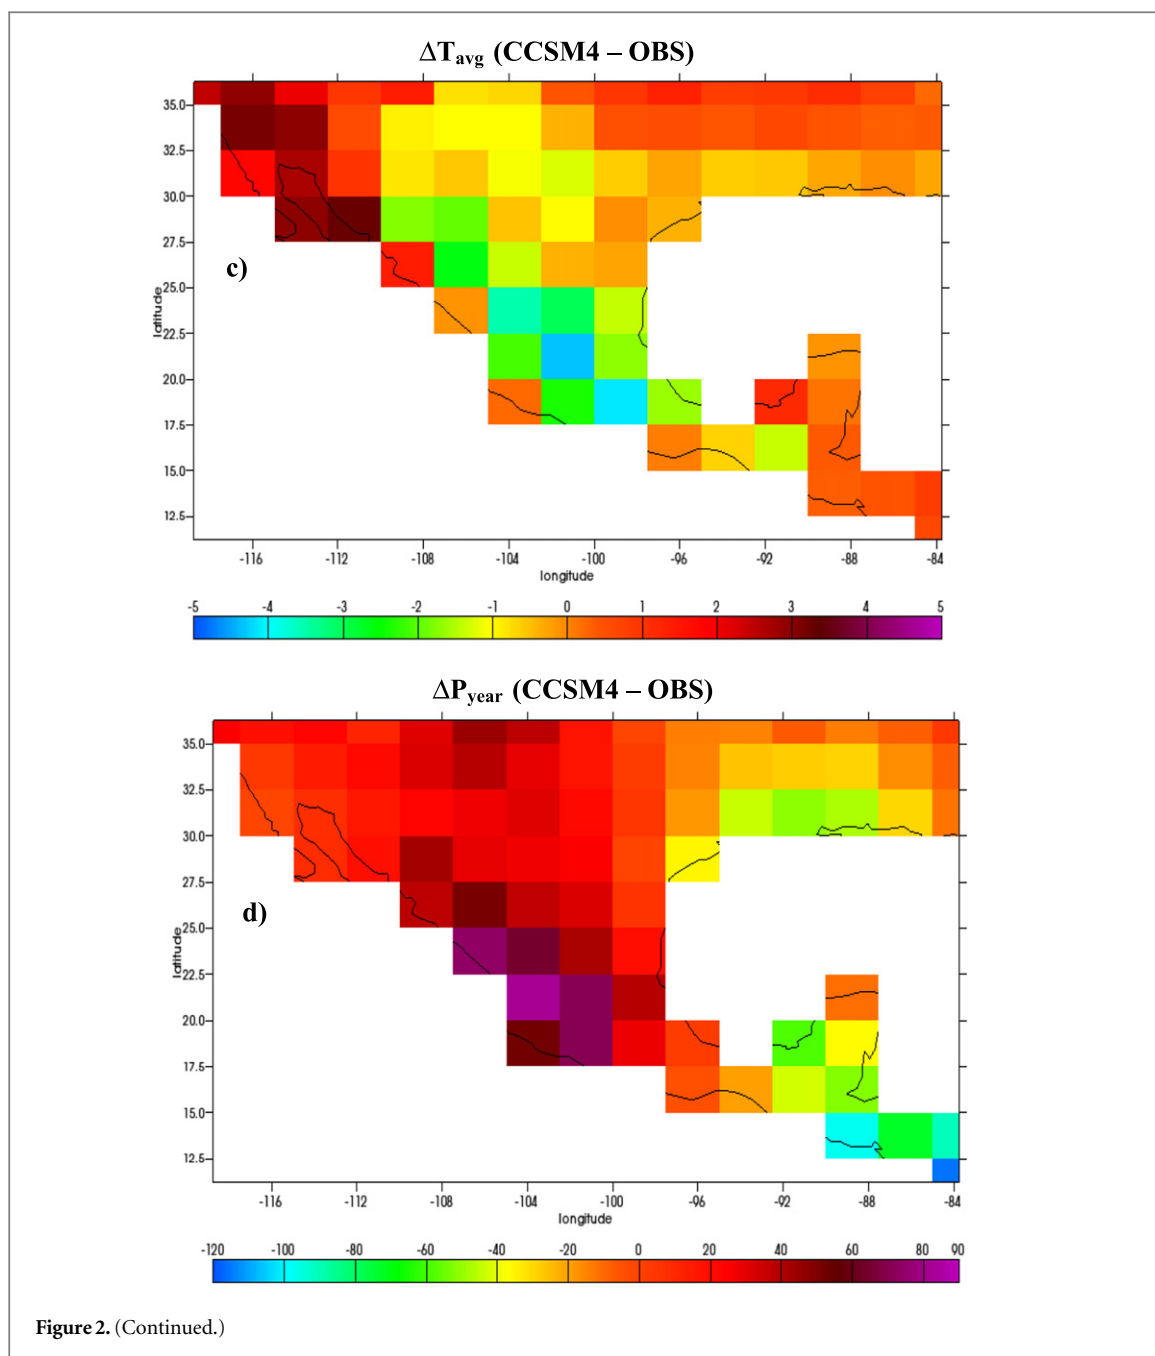 ΔTavg (CCSM4 – OBS)
35.0
32.5
30.0
27.5
25.0
22.5
20.0
17.5
15.0
12.5
latitude
c)
-116 -112 -108 -104 -100 -96 -92 -88 -84
longitude
-5 -4 -3 -2 -1 0 1 2 3 4 5
ΔPyear (CCSM4 – OBS)
35.0
32.5
30.0
27.5
25.0
22.5
20.0
17.5
15.0
12.5
latitude
d)
-116 -112 -108 -104 -100 -96 -92 -88 -84
longitude
-120 -100 -80 -60 -40 -20 0 20 40 60 80 90
Figure 2. (Continued.)